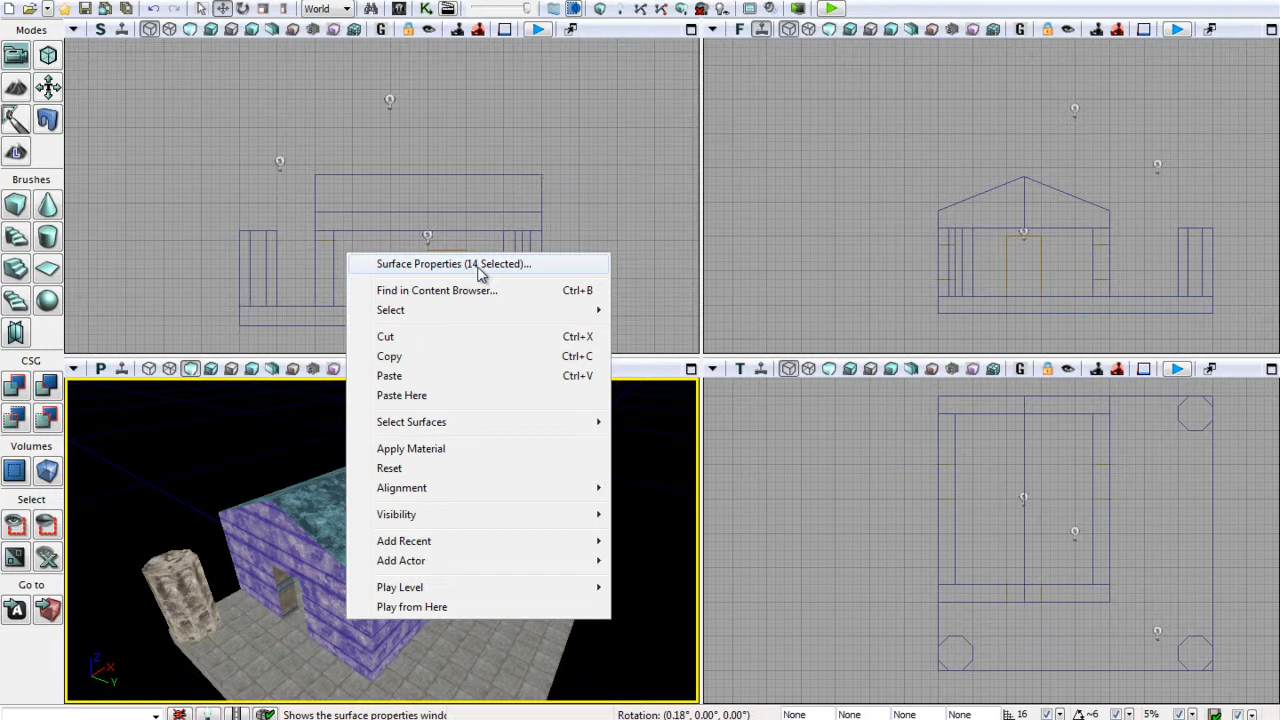 World
Modes
S
G
F
G
Brushes
Surface Properties (14 Selected)...
Find in Content Browser... Ctrl+B
Select
Cut Ctrl+X
Copy Ctrl+C
Paste Ctrl+V
Paste Here
Select Surfaces
Apply Material
Reset
Alignment
Visibility
Add Recent
Add Actor
Play Level
Play from Here
CSG
P
T
G
Volumes
Select
Go to
Z
X
Y
Shows the surface properties windo
Rotation: (0.18°, 0.00°, 0.00°)
None
None
None
None
16
~6
5%